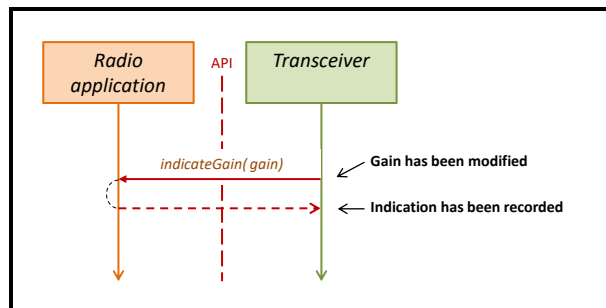 Radio
application
API
Transceiver
indicateGain( gain)
Gain has been modified
Indication has been recorded